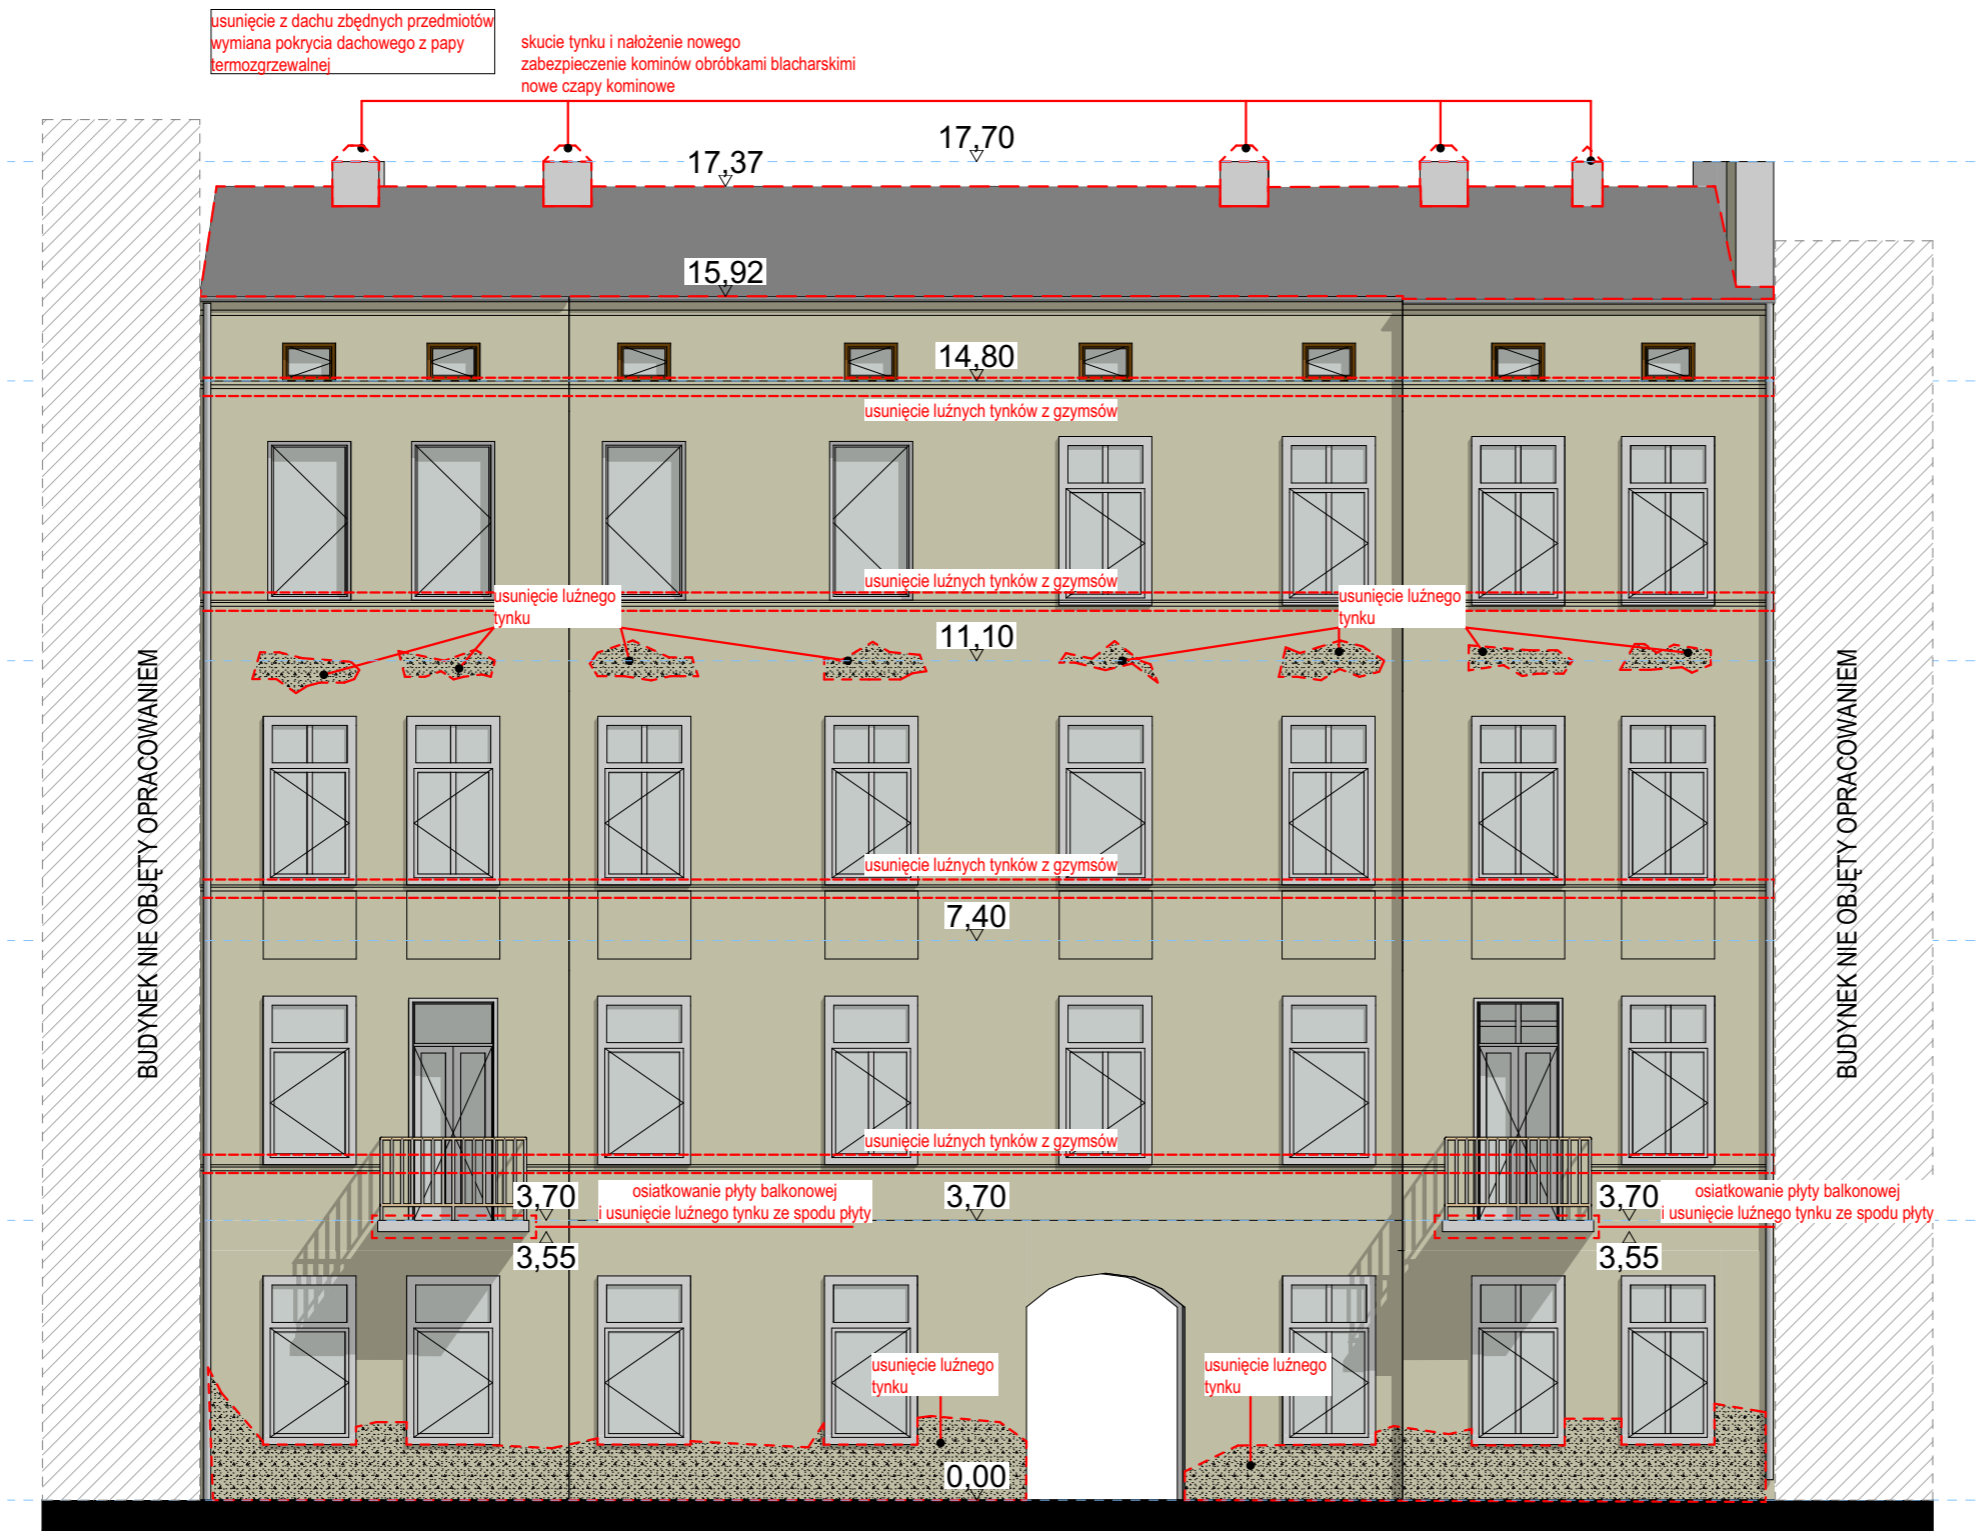 usunięcie z dachu zbędnych przedmiotów
wymiana pokrycia dachowego z papy
termozgrzewalnej
skucie tynku i nałożenie nowego
zabezpieczenie kominów obróbkami blacharskimi
nowe czapy kominowe
17,70
17,37
15,92
14,80
usunięcie luźnych tynków z gzymsów
usunięcie luźnych tynków z gzymsów
usunięcie luźnego
tynku
usunięcie luźnego
tynku
11,10
BUDYNEK NIE OBJĘTY OPRACOWANIEM
BUDYNEK NIE OBJĘTY OPRACOWANIEM
usunięcie luźnych tynków z gzymsów
7,40
usunięcie luźnych tynków z gzymsów
3,70
osiatkowanie płyty balkonowej
i usunięcie luźnego tynku ze spodu płyty
3,70
3,70
osiatkowanie płyty balkonowej
i usunięcie luźnego tynku ze spodu płyty
3,55
3,55
usunięcie luźnego
tynku
usunięcie luźnego
tynku
0,00